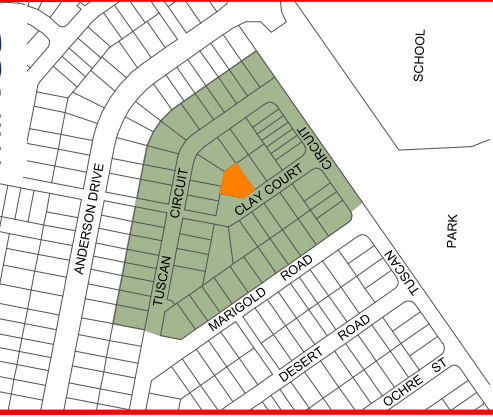 SCHOOL
CIRCUIT
CIRCUIT
CLAY COURT
ANDERSON DRIVE
PARK
TUSCAN
TUSCAN
MARIGOLD ROAD
DESERT ROAD
OCHRE ST